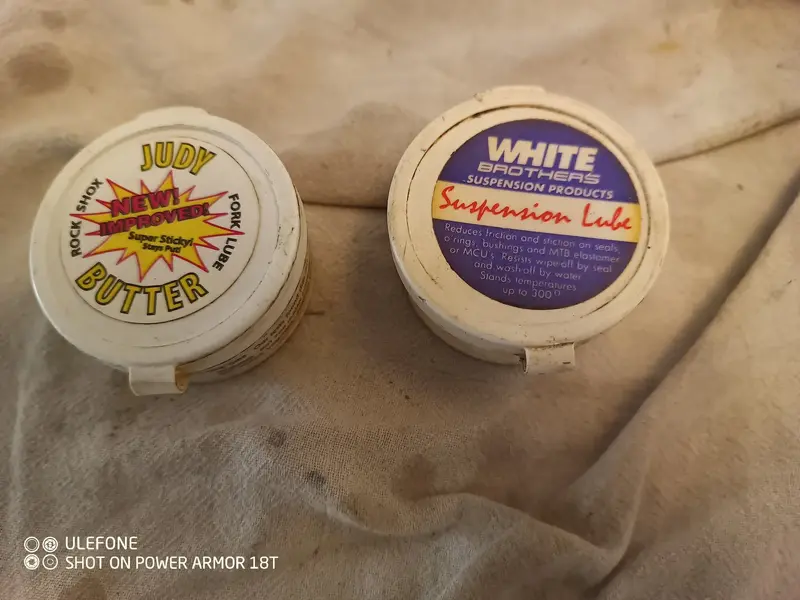 JUDY
ROCK SHOX
NEW!
IMPROVED!
Super Sticky!
Stays Put!
FORK LUBE
BUTTER
WHITE
BROTHERS
SUSPENSION PRODUCTS
Suspension Lube
Reduces friction and stiction on seals,
o rings, bushings and MTB elastomer
or MCU's. Resists wipe-off by seal
and wash-off by water.
Stands temperatures
up to 300°
ULEFONE
SHOT ON POWER ARMOR 18T